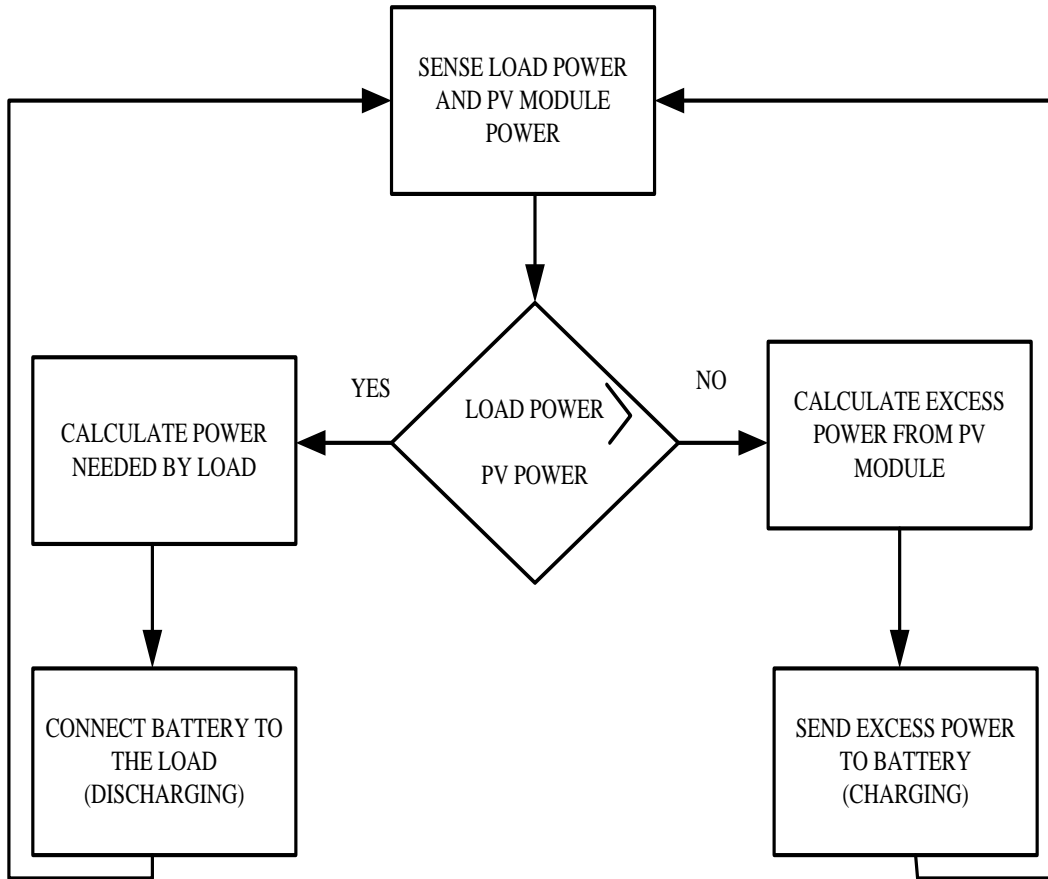 SENSE LOAD POWER
AND PV MODULE
POWER
YES
LOAD POWER >
PV POWER
NO
CALCULATE POWER
NEEDED BY LOAD
CALCULATE EXCESS
POWER FROM PV
MODULE
CONNECT BATTERY TO
THE LOAD
(DISCHARGING)
SEND EXCESS POWER
TO BATTERY
(CHARGING)